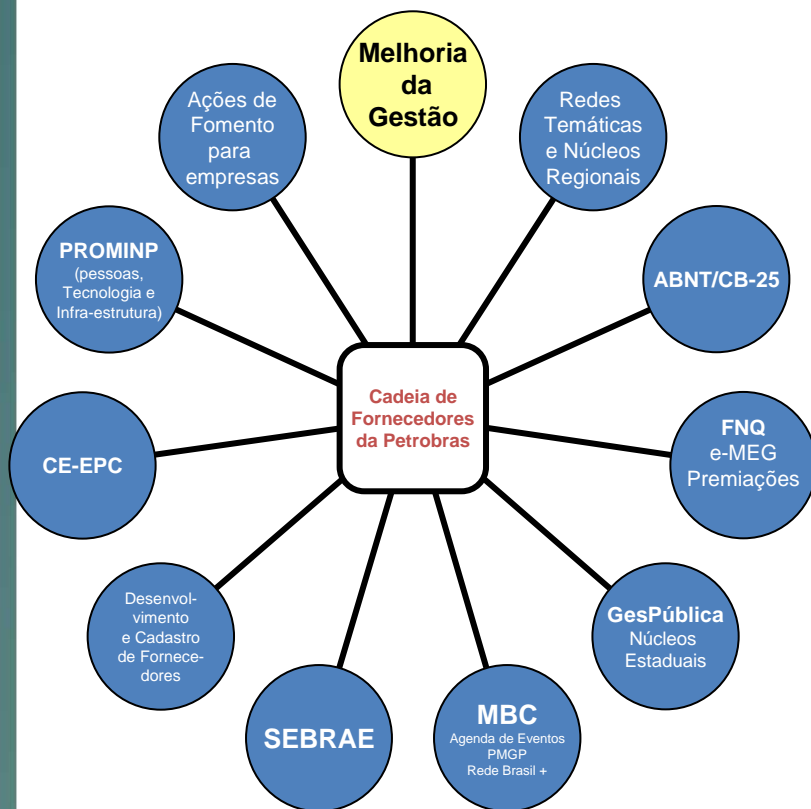 Melhoria
da
Gestão
Redes
Temáticas
e Núcleos
Regionais
ABNT/CB-25
FNQ
e-MEG
Premiações
GesPública
Núcleos
Estaduais
MBC
Agenda de Eventos
PMGP
Rede Brasil +
SEBRAE
Desenvol-
vimento
e Cadastro
de Fornece-
dores
CE-EPC
PROMINP
(pessoas,
Tecnologia e
Infra-estrutura)
Ações de
Fomento
para
empresas
Cadeia de
Fornecedores
da Petrobras